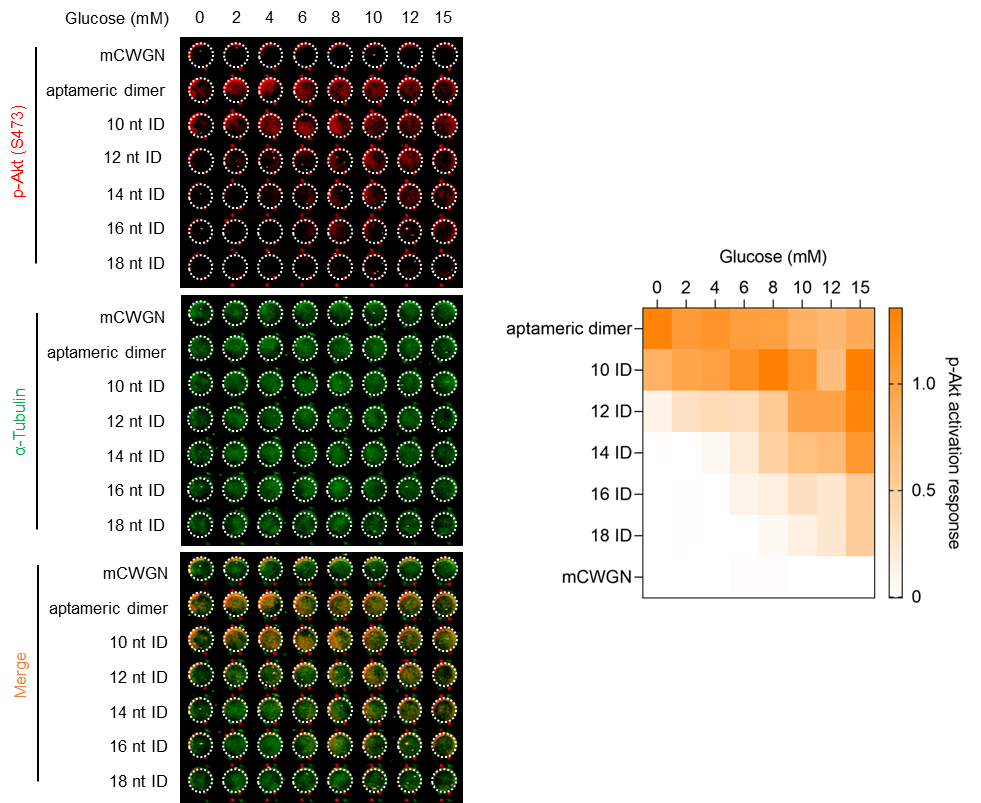 Glucose (mM) 0 2 4 6 8 10 12 15
p-Akt (S473)
mCWGN
aptameric dimer
10 nt ID
12 nt ID
14 nt ID
16 nt ID
18 nt ID
α-Tubulin
mCWGN
aptameric dimer
10 nt ID
12 nt ID
14 nt ID
16 nt ID
18 nt ID
Merge
mCWGN
aptameric dimer
10 nt ID
12 nt ID
14 nt ID
16 nt ID
18 nt ID
Glucose (mM)
0 2 4 6 8 10 12 15
aptameric dimer
10 ID
12 ID
14 ID
16 ID
18 ID
mCWGN
1.0
0.5
0
p-Akt activation response